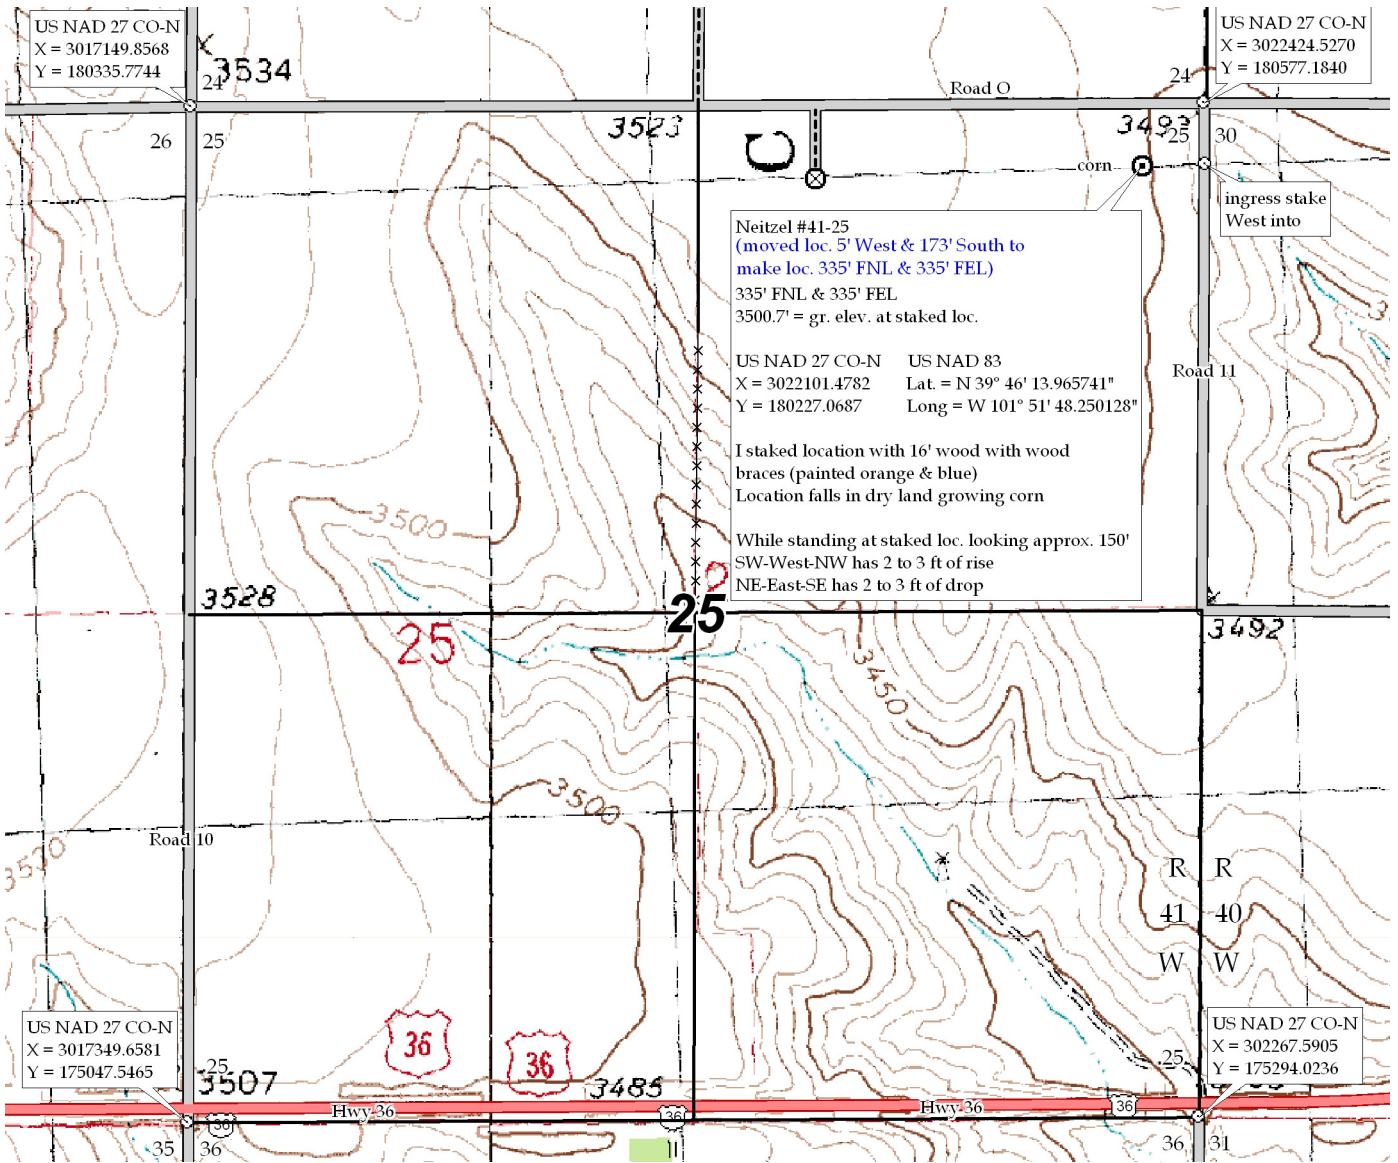 US NAD 27 CO-N
X = 3017149.8568
Y = 180335.7744
US NAD 27 CO-N
X = 3022424.5270
Y = 180577.1840
3534
24
24
Road O
26
25
3523
3493
25
30
corn
ingress stake
West into
Neitzel #41-25
(moved loc. 5' West & 173' South to
make loc. 335' FNL & 335' FEL)
335' FNL & 335' FEL
3500.7' = gr. elev. at staked loc.
US NAD 27 CO-N US NAD 83
X = 3022101.4782 Lat. = N 39° 46' 13.965741"
Y = 180227.0687 Long = W 101° 51' 48.250128"
I staked location with 16' wood with wood
braces (painted orange & blue)
Location falls in dry land growing corn
While standing at staked loc. looking approx. 150'
SW-West-NW has 2 to 3 ft of rise
NE-East-SE has 2 to 3 ft of drop
Road 11
3500
3528
25
25
3492
3450
3500
Road 10
R R
41 40
W W
US NAD 27 CO-N
X = 3017349.6581
Y = 175047.5465
US NAD 27 CO-N
X = 302267.5905
Y = 175294.0236
36
36
25
25
3507
3485
Hwy 36
Hwy 36
36
36
36
35
36
36
31